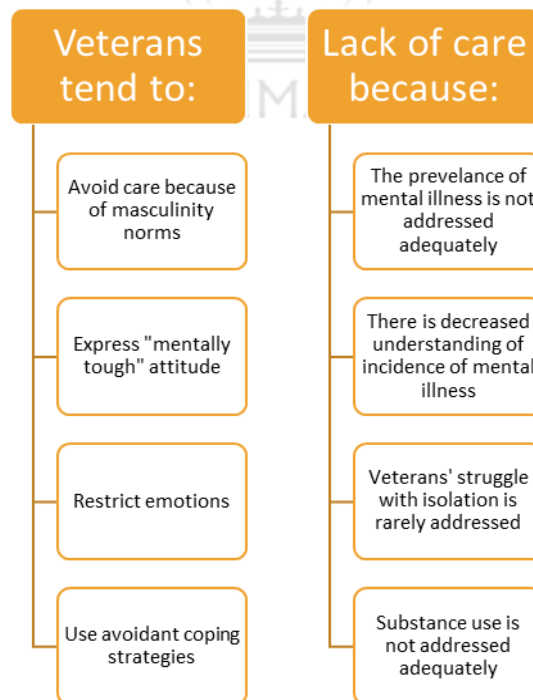 Veterans
tend to:
Avoid care because
of masculinity
norms
Express "mentally
tough" attitude
Restrict emotions
Use avoidant coping
strategies
Lack of care
because:
The prevelance of
mental illness is not
addressed
adequately
There is decreased
understanding of
incidence of mental
illness
Veterans' struggle
with isolation is
rarely addressed
Substance use is
not addressed
adequately